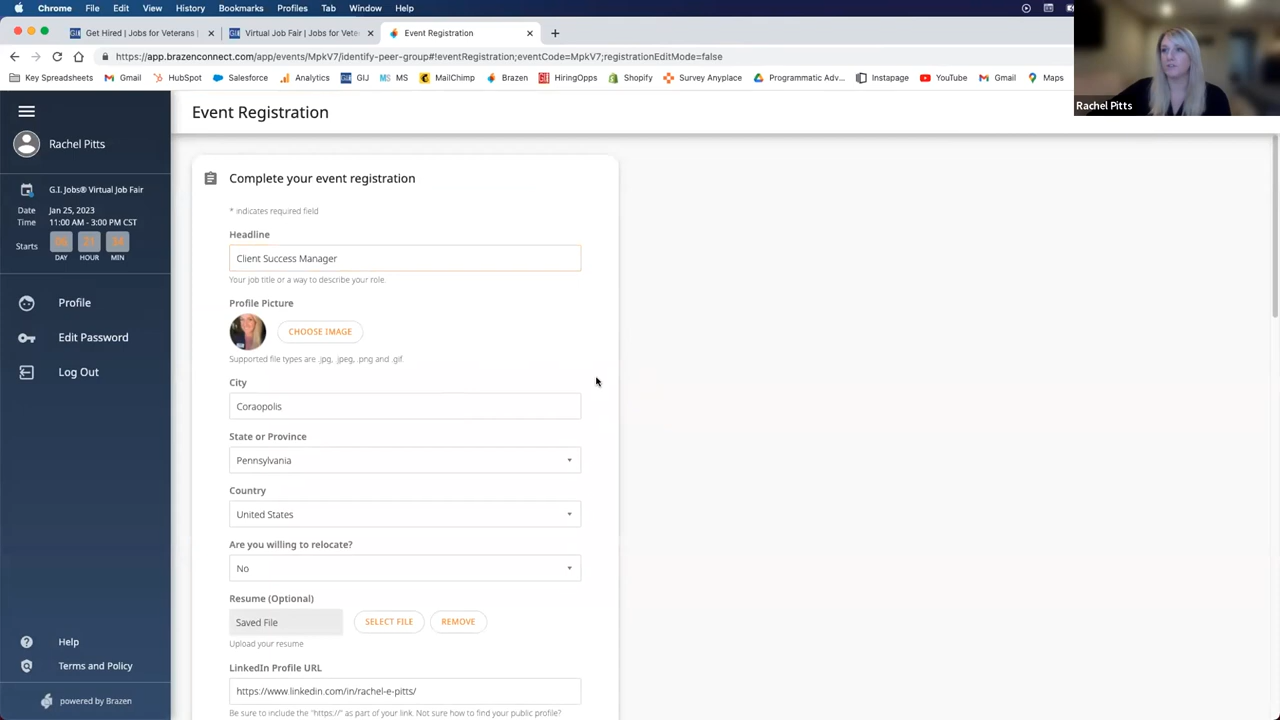 Chrome File Edit View History Bookmarks Profiles Tab Window Help
Get Hired | Jobs for Veterans | Virtual Job Fair | Jobs for Vete Event Registration
https://app.brazenconnect.com/app/events/MpkV7/identify-peer-group#!eventRegistration;eventCode=MpkV7;registrationEditMode=false
Key Spreadsheets Gmail HubSpot Salesforce Analytics GIJ MS MailChimp Brazen HiringOpps Shopify Survey Anyplace Programmatic Adv... Instapage YouTube Gmail Maps
Rachel Pitts
Event Registration
Rachel Pitts
G.I. Jobs® Virtual Job Fair
Date Jan 25, 2023
Time 11:00 AM - 3:00 PM CST
Starts
DAY HOUR MIN
Profile
Edit Password
Log Out
Help
Terms and Policy
powered by Brazen
Complete your event registration
* indicates required field
Headline
Client Success Manager
Your job title or a way to describe your role.
Profile Picture
CHOOSE IMAGE
Supported file types are .jpg, .jpeg, .png and .gif.
City
Coraopolis
State or Province
Pennsylvania
Country
United States
Are you willing to relocate?
No
Resume (Optional)
Saved File SELECT FILE REMOVE
Upload your resume
LinkedIn Profile URL
https://www.linkedin.com/in/rachel-e-pitts/
Be sure to include the "https://" as part of your link. Not sure how to find your public profile?